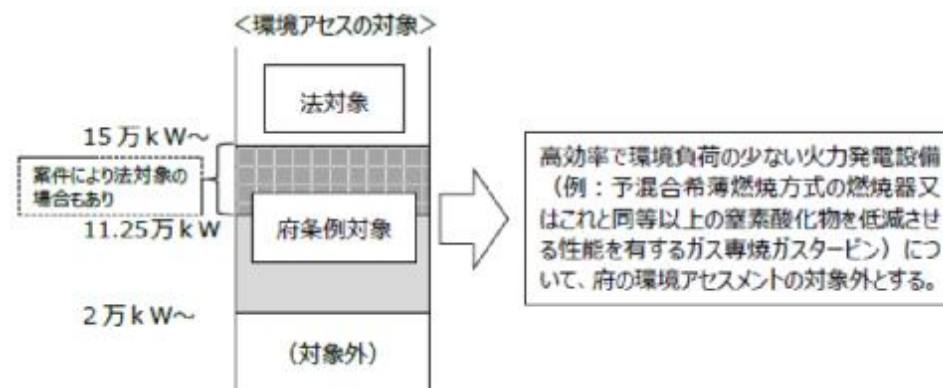 ＜環境アセスの対象＞
法対象
15万ｋW～
案件により法対象の
場合もあり
11.25万ｋW
府条例対象
2万ｋW～
（対象外）
高効率で環境負荷の少ない火力発電設備
（例：予混合希薄燃焼方式の燃焼器又
はこれと同等以上の窒素酸化物を低減させ
る性能を有するガス専焼ガスタービン）につ
いて、府の環境アセスメントの対象外とする。